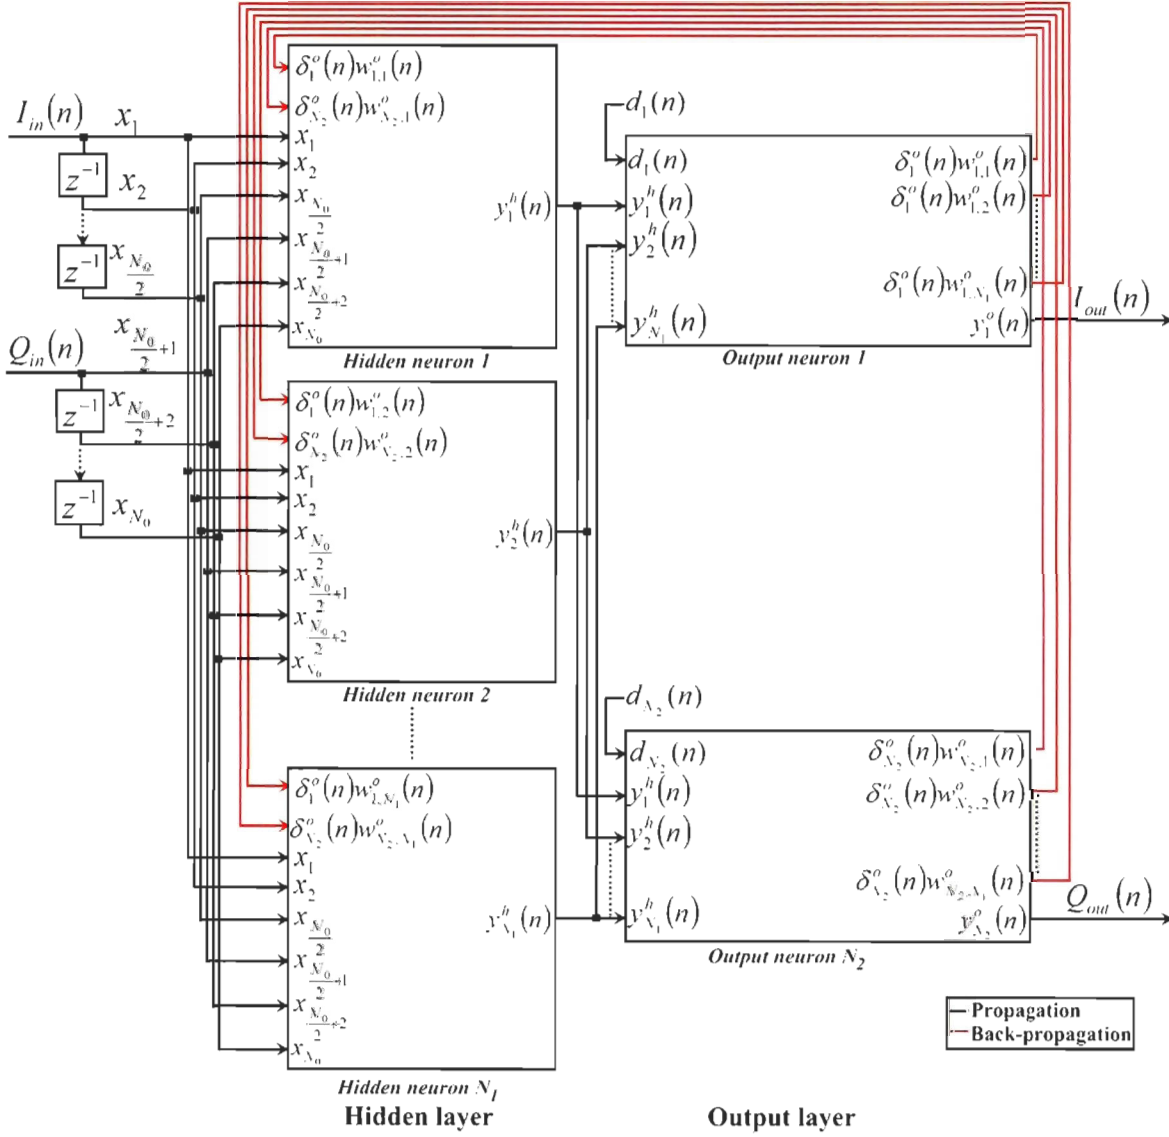 I_in(n)
x_1
z^-1
x_2
z^-1
x_{N_0/2}
Q_in(n)
x_{N_0/2+1}
z^-1
x_{N_0/2+2}
z^-1
x_{N_0}
δ_1^o(n)w_{1,1}^o(n)
δ_{N_2}^o(n)w_{N_2,1}^o(n)
x_1
x_2
x_{N_0/2}
x_{N_0/2+1}
x_{N_0/2+2}
x_{N_0}
y_1^h(n)
Hidden neuron 1
δ_1^o(n)w_{1,2}^o(n)
δ_{N_2}^o(n)w_{N_2,2}^o(n)
x_1
x_2
x_{N_0/2}
x_{N_0/2+1}
x_{N_0/2+2}
x_{N_0}
y_2^h(n)
Hidden neuron 2
δ_1^o(n)w_{1,N_1}^o(n)
δ_{N_2}^o(n)w_{N_2,N_1}^o(n)
x_1
x_2
x_{N_0/2}
x_{N_0/2+1}
x_{N_0/2+2}
x_{N_0}
y_{N_1}^h(n)
Hidden neuron N_1
Hidden layer
d_1(n)
d_1(n)
y_1^h(n)
y_2^h(n)
y_{N_1}^h(n)
δ_1^o(n)w_{1,1}^o(n)
δ_1^o(n)w_{1,2}^o(n)
δ_1^o(n)w_{1,N_1}^o(n)
y_1^o(n)
I_out(n)
Output neuron 1
d_{N_2}(n)
d_{N_2}(n)
y_1^h(n)
y_2^h(n)
y_{N_1}^h(n)
δ_{N_2}^o(n)w_{N_2,1}^o(n)
δ_{N_2}^o(n)w_{N_2,2}^o(n)
δ_{N_2}^o(n)w_{N_2,N_1}^o(n)
y_{N_2}^o(n)
Q_out(n)
Output neuron N_2
Output layer
Propagation
Back-propagation